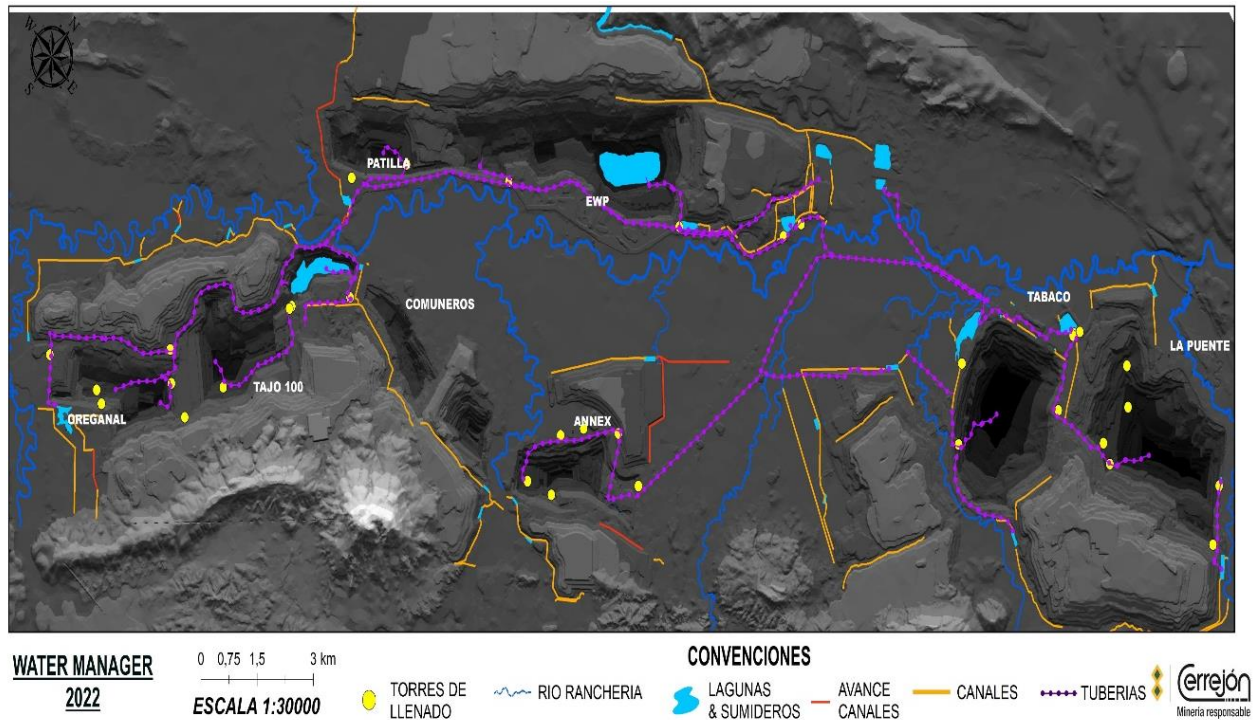 N
W
E
S
PATILLA
EWP
COMUNEROS
TABACO
LA PUENTE
TAJO 100
OREGANAL
ANNEX
WATER MANAGER
2022
0 0,75 1,5 3 km
ESCALA 1:30000
CONVENCIONES
TORRES DE
LLENADO
RIO RANCHERIA
LAGUNAS
& SUMIDEROS
AVANCE
CANALES
CANALES
TUBERIAS
Cerrejón
Minería responsable